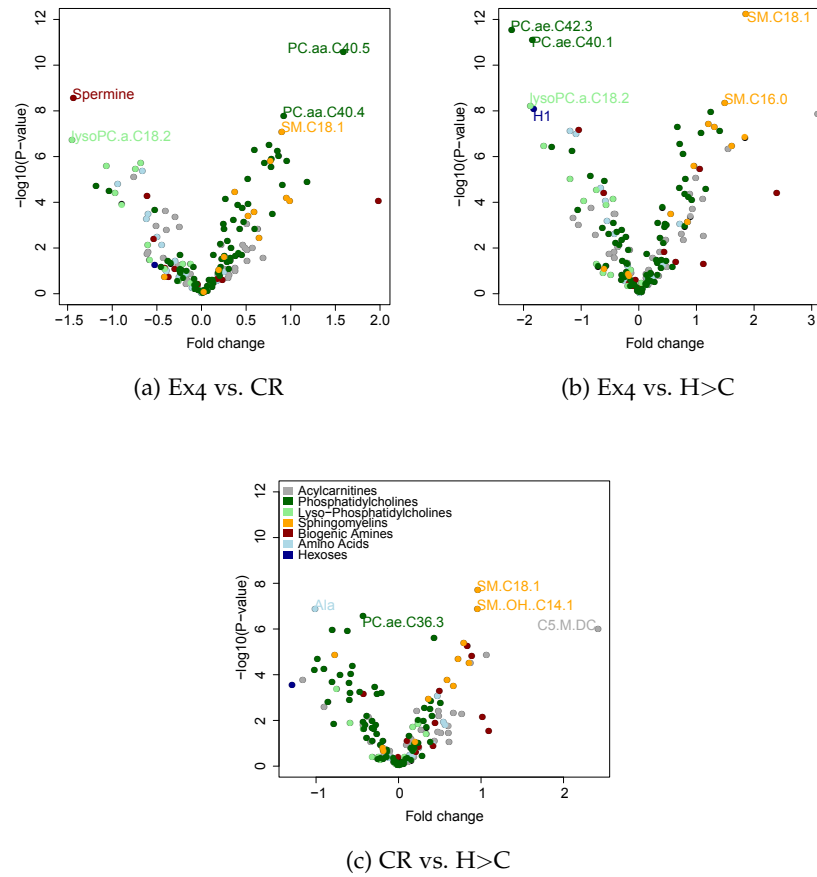 12
10
8
6
4
2
0
−log10(P−value)
PC.aa.C40.5
Spermine
PC.aa.C40.4
SM.C18.1
lysoPC.a.C18.2
−1.5
−1.0
−0.5
0.0
0.5
1.0
1.5
2.0
Fold change
(a) Ex4 vs. CR
12
10
8
6
4
2
0
−log10(P−value)
SM.C18.1
PC.ae.C42.3
PC.ae.C40.1
lysoPC.a.C18.2
SM.C16.0
H1
−2
−1
0
1
2
3
Fold change
(b) Ex4 vs. H>C
12
10
8
6
4
2
0
−log10(P−value)
Acylcarnitines
Phosphatidylcholines
Lyso−Phosphatidylcholines
Sphingomyelins
Biogenic Amines
Amino Acids
Hexoses
SM.C18.1
Ala
SM..OH..C14.1
PC.ae.C36.3
C5.M.DC
−1
0
1
2
Fold change
(c) CR vs. H>C